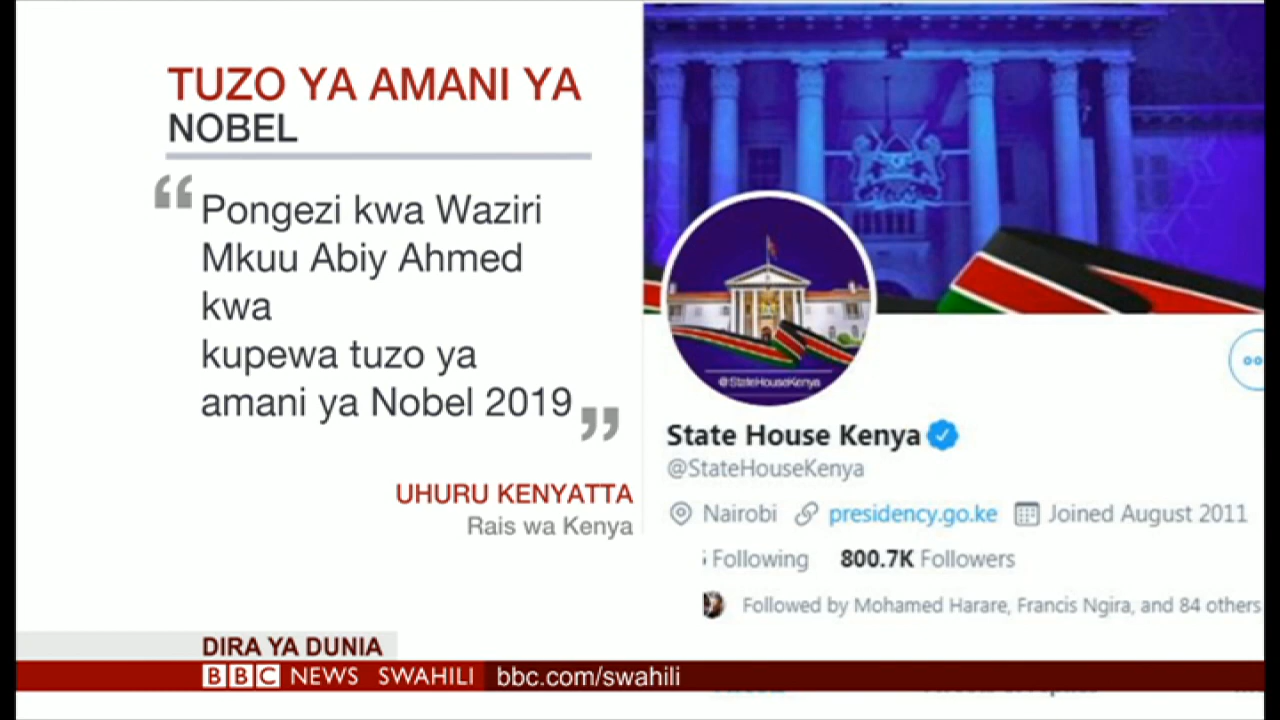 TUZO YA AMANI YA
NOBEL
“ Pongezi kwa Waziri
Mkuu Abiy Ahmed
kwa
kupewa tuzo ya
amani ya Nobel 2019 ”
UHURU KENYATTA
Rais wa Kenya
@StateHouseKenya
State House Kenya
@StateHouseKenya
Nairobi presidency.go.ke Joined August 2011
Following 800.7K Followers
Followed by Mohamed Harare, Francis Ngira, and 84 others
DIRA YA DUNIA
BBC NEWS SWAHILI bbc.com/swahili